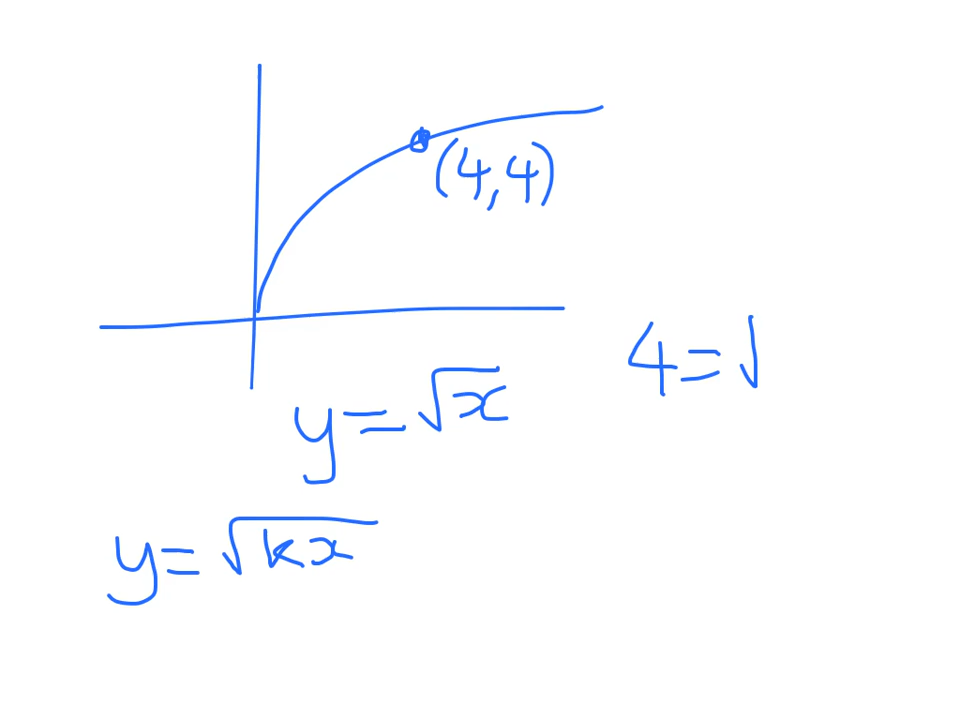 (4,4)
4=√
y=√x
y=√kx